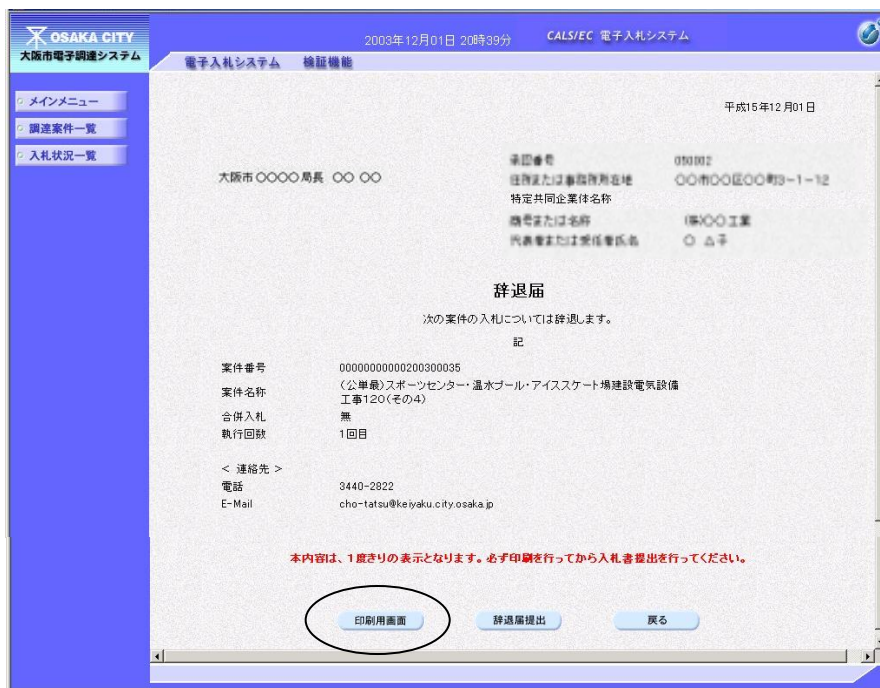 OSAKA CITY
大阪市電子調達システム
2003年12月01日 20時39分
CALS/EC 電子入札システム
電子入札システム 検証機能
メインメニュー
調達案件一覧
入札状況一覧
平成15年12月01日
大阪市○○○○局長 ○○ ○○
承認番号 050002
住所または事務所所在地 ○○市○○区○○町3-1-12
特定共同企業体名称
商号または名称 (株)○○工業
代表者または受任者氏名 ○ △子
辞退届
次の案件の入札については辞退します。
記
案件番号 00000000000200300035
案件名称 (公単最)スポーツセンター・温水プール・アイススケート場建設電気設備
工事120(その4)
合併入札 無
執行回数 1回目
< 連絡先 >
電話 3440-2822
E-Mail cho-tatsu@keiyaku.city.osaka.jp
本内容は、1度きりの表示となります。必ず印刷を行ってから入札書提出を行ってください。
印刷用画面 辞退届提出 戻る